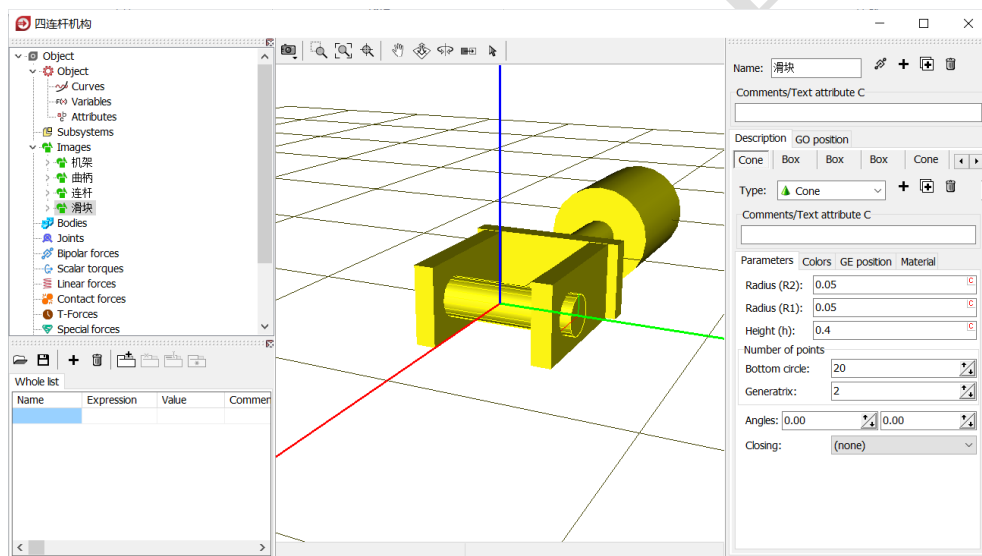 四连杆机构
Object
Object
Curves
Variables
Attributes
Subsystems
Images
机架
曲柄
连杆
滑块
Bodies
Joints
Bipolar forces
Scalar torques
Linear forces
Contact forces
T-Forces
Special forces
Whole list
Name Expression Value Commen
Name: 滑块
Comments/Text attribute C
Description GO position
Cone Box Box Box Cone
Type: Cone
Comments/Text attribute C
Parameters Colors GE position Material
Radius (R2): 0.05 C
Radius (R1): 0.05 C
Height (h): 0.4 C
Number of points
Bottom circle: 20
Generatrix: 2
Angles: 0.00 0.00
Closing: (none)